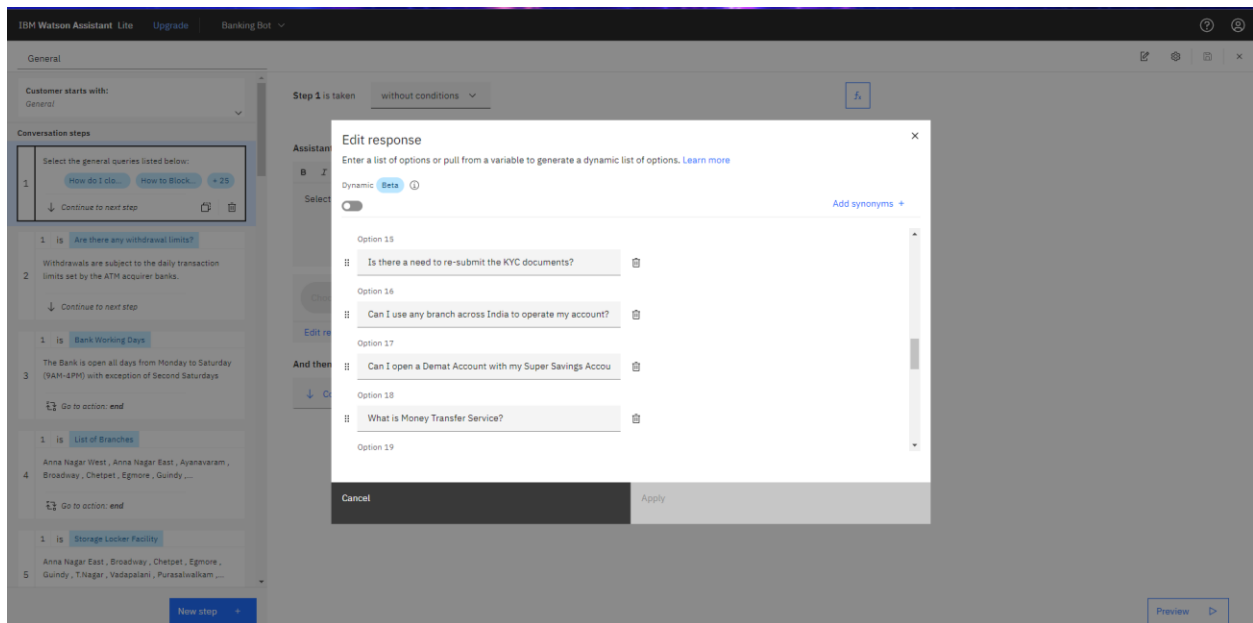 IBM Watson Assistant Lite Upgrade Banking Bot
General
Customer starts with:
General
Conversation steps
1
Select the general queries listed below:
How do I clo... How to Block... + 25
Continue to next step
1 is Are there any withdrawal limits?
2
Withdrawals are subject to the daily transaction
limits set by the ATM acquirer banks.
Continue to next step
1 is Bank Working Days
3
The Bank is open all days from Monday to Saturday
(9AM-4PM) with exception of Second Saturdays
Go to action: end
1 is List of Branches
4
Anna Nagar West , Anna Nagar East , Ayanavaram ,
Broadway , Chetpet , Egmore , Guindy ,...
Go to action: end
1 is Storage Locker Facility
5
Anna Nagar East , Broadway , Chetpet , Egmore ,
Guindy , T.Nagar , Vadapalani , Purasaiwalkam ,...
New step +
Step 1 is taken without conditions
fx
Assistan
B I
Select
Edit re
And then
Edit response
Enter a list of options or pull from a variable to generate a dynamic list of options. Learn more
Dynamic Beta
Add synonyms +
Option 15
Is there a need to re-submit the KYC documents?
Option 16
Can I use any branch across India to operate my account?
Option 17
Can I open a Demat Account with my Super Savings Accou
Option 18
What is Money Transfer Service?
Option 19
Cancel Apply
Preview